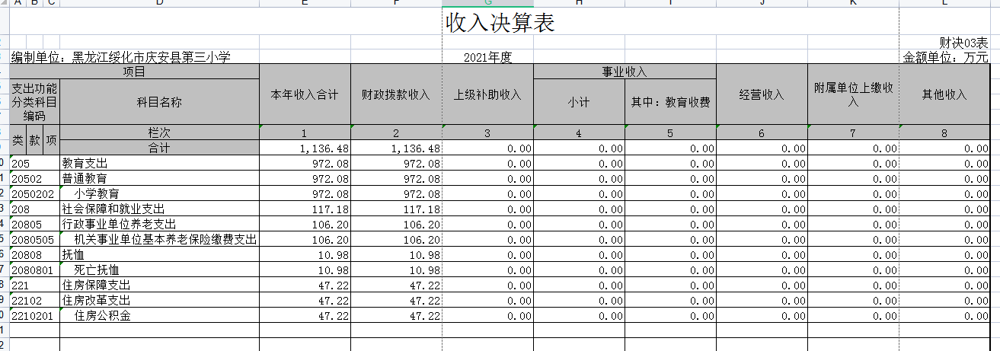 A B C D E F G H I J K L
收入决算表
财决03表
编制单位: 黑龙江绥化市庆安县第三小学 2021年度 金额单位: 万元
项目 本年收入合计 财政拨款收入 上级补助收入 事业收入 经营收入 附属单位上缴收入 其他收入
支出功能分类科目编码 科目名称 小计 其中: 教育收费
类 款 项 栏次 1 2 3 4 5 6 7 8
合计 1,136.48 1,136.48 0.00 0.00 0.00 0.00 0.00 0.00
205 教育支出 972.08 972.08 0.00 0.00 0.00 0.00 0.00 0.00
20502 普通教育 972.08 972.08 0.00 0.00 0.00 0.00 0.00 0.00
2050202 小学教育 972.08 972.08 0.00 0.00 0.00 0.00 0.00 0.00
208 社会保障和就业支出 117.18 117.18 0.00 0.00 0.00 0.00 0.00 0.00
20805 行政事业单位养老支出 106.20 106.20 0.00 0.00 0.00 0.00 0.00 0.00
2080505 机关事业单位基本养老保险缴费支出 106.20 106.20 0.00 0.00 0.00 0.00 0.00 0.00
20808 抚恤 10.98 10.98 0.00 0.00 0.00 0.00 0.00 0.00
2080801 死亡抚恤 10.98 10.98 0.00 0.00 0.00 0.00 0.00 0.00
221 住房保障支出 47.22 47.22 0.00 0.00 0.00 0.00 0.00 0.00
22102 住房改革支出 47.22 47.22 0.00 0.00 0.00 0.00 0.00 0.00
2210201 住房公积金 47.22 47.22 0.00 0.00 0.00 0.00 0.00 0.00